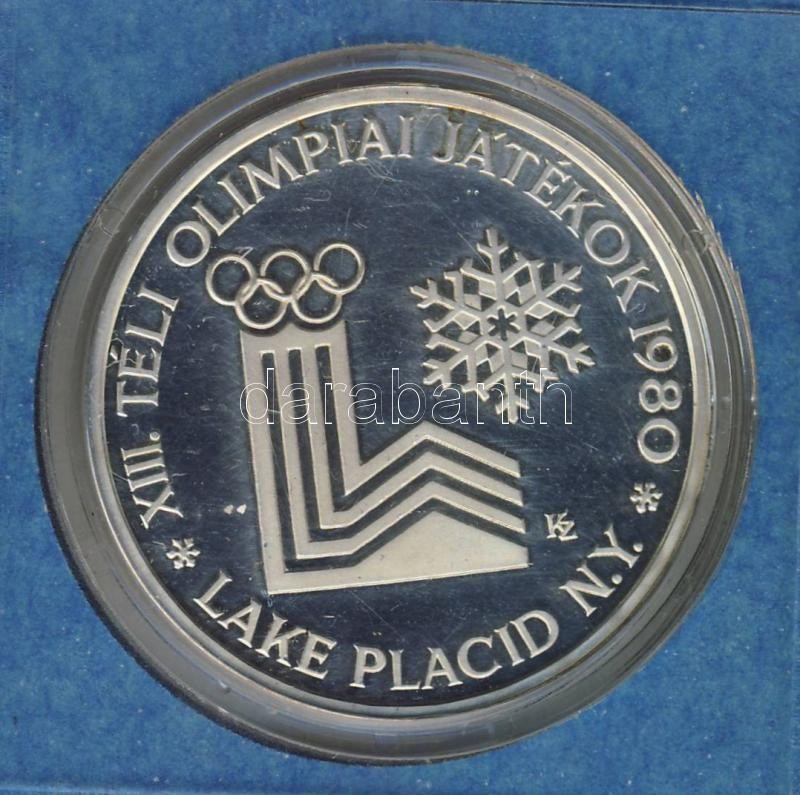 XIII. TÉLI OLIMPIAI JÁTÉKOK 1980
darabanth
LAKE PLACID N.Y.